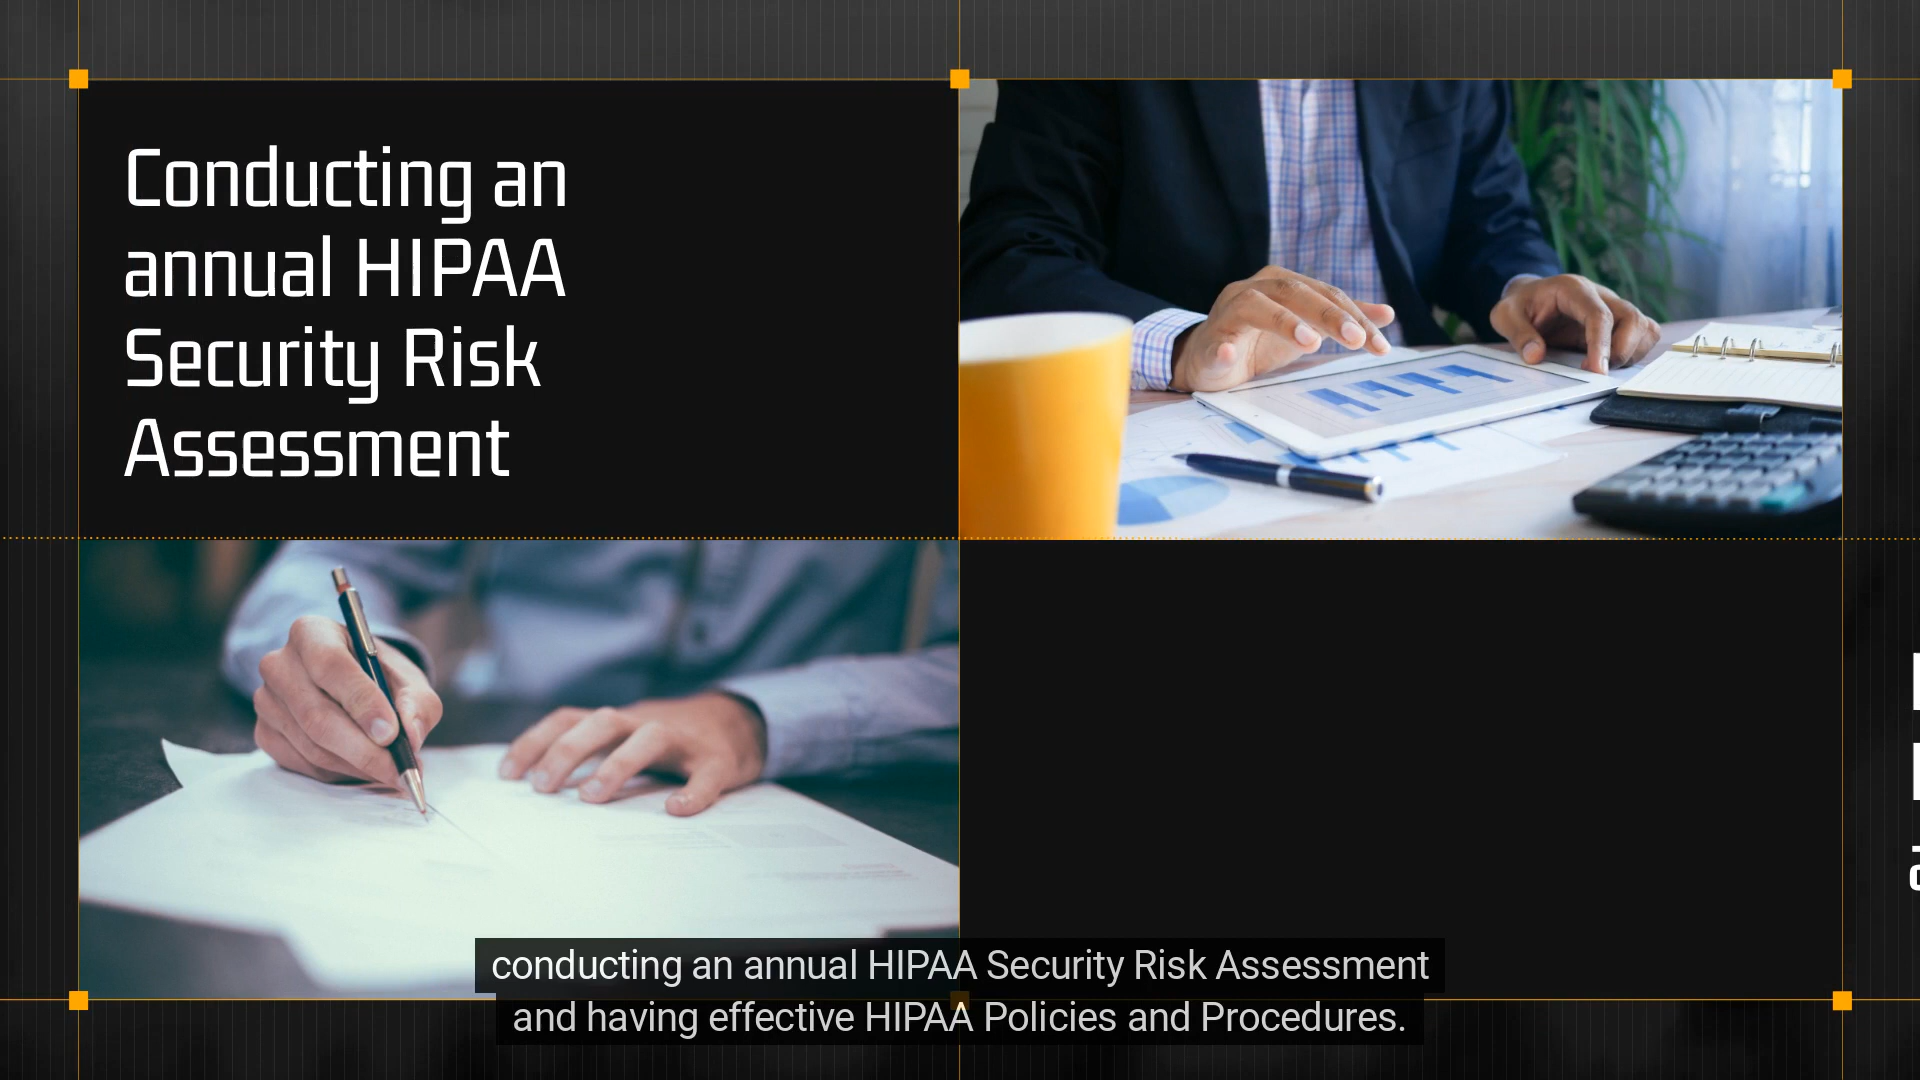 Conducting an
annual HIPAA
Security Risk
Assessment
conducting an annual HIPAA Security Risk Assessment
and having effective HIPAA Policies and Procedures.